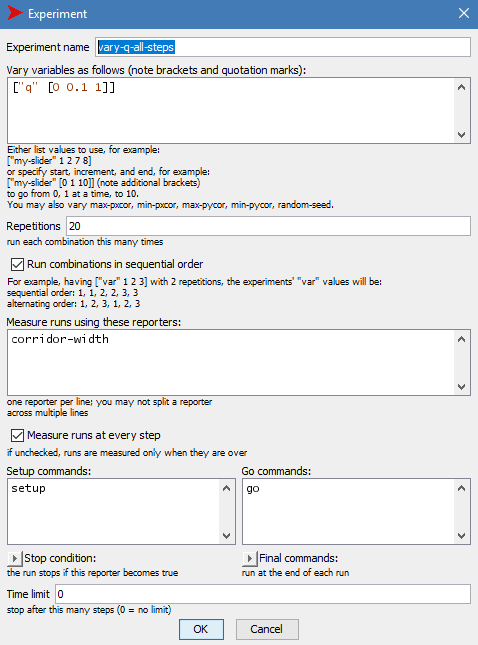 Experiment
Experiment name vary-q-all-steps
Vary variables as follows (note brackets and quotation marks):
["q" [0 0.1 1]]
Either list values to use, for example:
["my-slider" 1 2 7 8]
or specify start, increment, and end, for example:
["my-slider" [0 1 10]] (note additional brackets)
to go from 0, 1 at a time, to 10.
You may also vary max-pxcor, min-pxcor, max-pycor, min-pycor, random-seed.
Repetitions 20
run each combination this many times
Run combinations in sequential order
For example, having ["var" 1 2 3] with 2 repetitions, the experiments' "var" values will be:
sequential order: 1, 1, 2, 2, 3, 3
alternating order: 1, 2, 3, 1, 2, 3
Measure runs using these reporters:
corridor-width
one reporter per line; you may not split a reporter
across multiple lines
Measure runs at every step
if unchecked, runs are measured only when they are over
Setup commands: Go commands:
setup go
Stop condition: Final commands:
the run stops if this reporter becomes true run at the end of each run
Time limit 0
stop after this many steps (0 = no limit)
OK Cancel